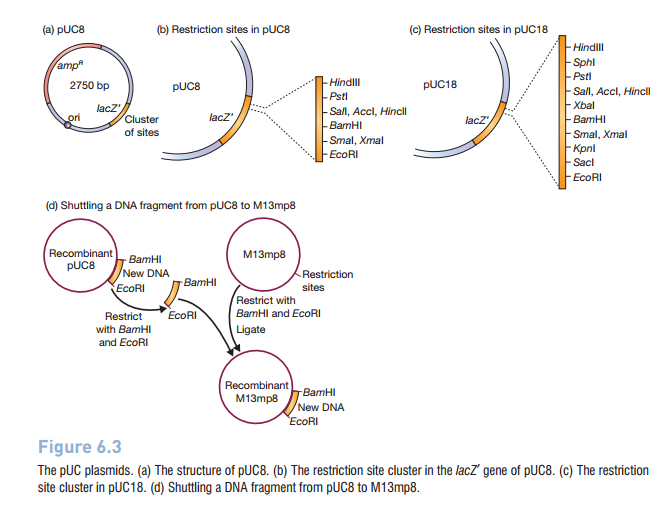 (a) pUC8
ampᴿ
2750 bp
lacZ'
ori
Cluster
of sites
(b) Restriction sites in pUC8
pUC8
lacZ'
HindIII
PstI
SalI, AccI, HincII
BamHI
SmaI, XmaI
EcoRI
(c) Restriction sites in pUC18
pUC18
lacZ'
HindIII
SphI
PstI
SalI, AccI, HincII
XbaI
BamHI
SmaI, XmaI
KpnI
SacI
EcoRI
(d) Shuttling a DNA fragment from pUC8 to M13mp8
Recombinant
pUC8
BamHI
New DNA
EcoRI
Restrict
with BamHI
and EcoRI
BamHI
EcoRI
M13mp8
Restriction
sites
Restrict with
BamHI and EcoRI
Ligate
Recombinant
M13mp8
BamHI
New DNA
EcoRI
Figure 6.3
The pUC plasmids. (a) The structure of pUC8. (b) The restriction site cluster in the lacZ' gene of pUC8. (c) The restriction
site cluster in pUC18. (d) Shuttling a DNA fragment from pUC8 to M13mp8.